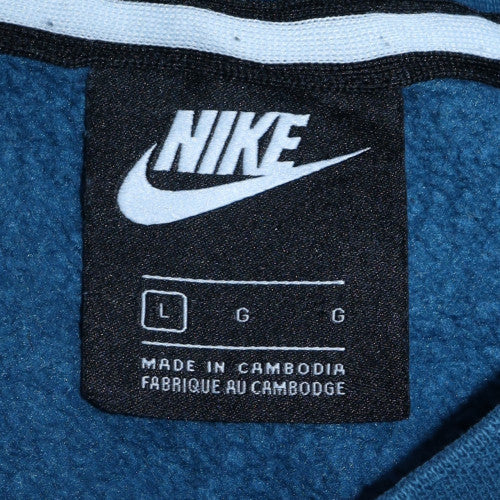 NIKE
L G G
MADE IN CAMBODIA
FABRIQUE AU CAMBODGE